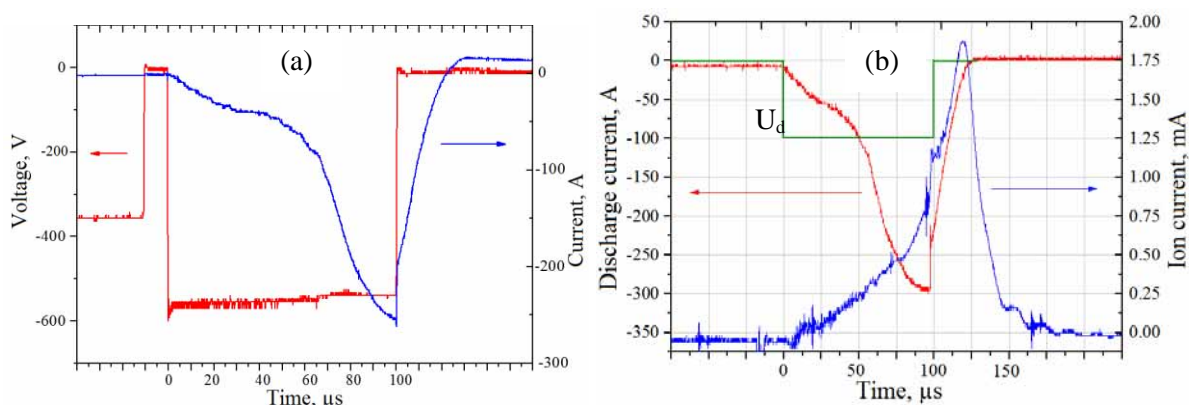 (a)
Voltage, V
0
-200
-400
-600
0
-100
-200
-300
Current, A
0 20 40 60 80 100
Time, µs
(b)
U_d
Discharge current, A
50
0
-50
-100
-150
-200
-250
-300
-350
2.00
1.75
1.50
1.25
1.00
0.75
0.50
0.25
0.00
Ion current, mA
0 50 100 150
Time, µs